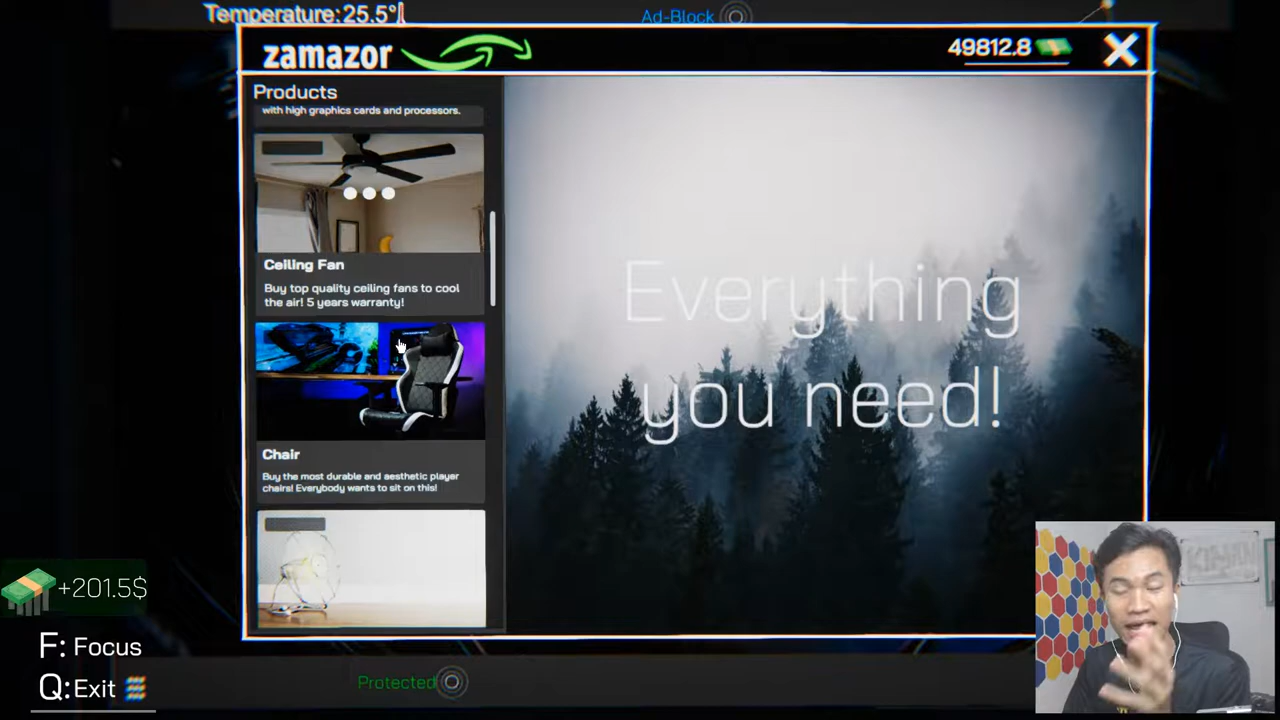 Temperature: 25.5°
Ad-Block
zamazor
49812.8
Products
with high graphics cards and processors.
Ceiling Fan
Buy top quality ceiling fans to cool
the air! 5 years warranty!
Chair
Buy the most durable and aesthetic player
chairs! Everybody wants to sit on this!
Everything
you need!
+201.5$
F: Focus
Q: Exit
Protected